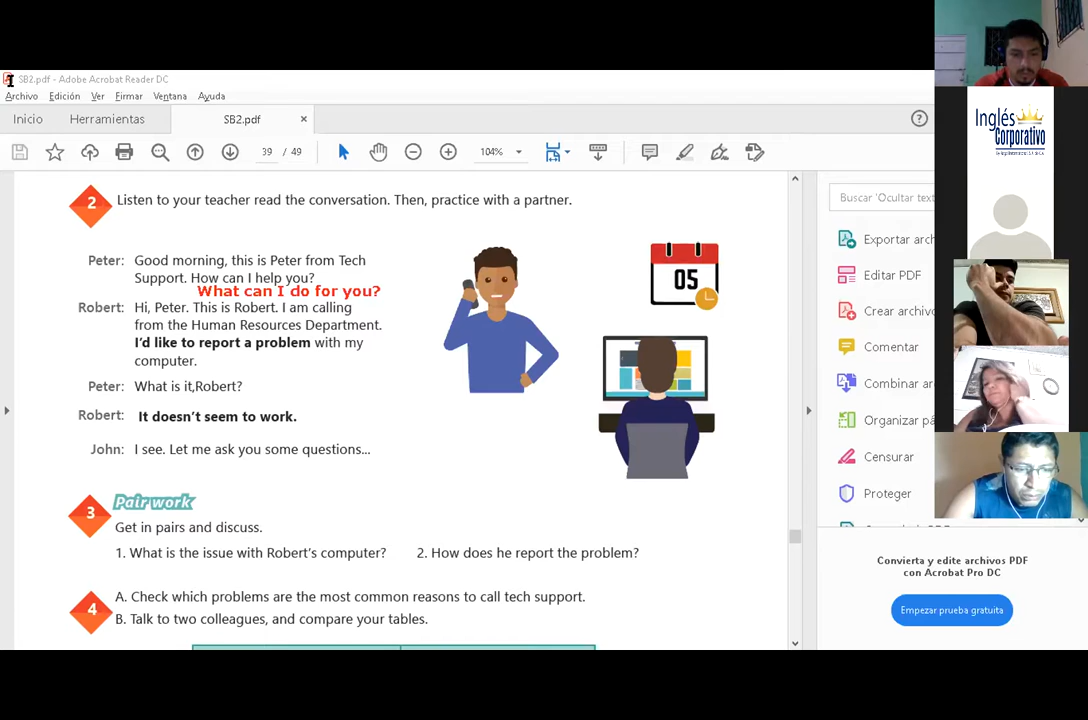 SB2.pdf - Adobe Acrobat Reader DC
Archivo Edición Ver Firmar Ventana Ayuda
Inicio Herramientas SB2.pdf ×
39 / 49 104%
2 Listen to your teacher read the conversation. Then, practice with a partner.
Peter: Good morning, this is Peter from Tech
Support. How can I help you?
What can I do for you?
Robert: Hi, Peter. This is Robert. I am calling
from the Human Resources Department.
I'd like to report a problem with my
computer.
Peter: What is it,Robert?
Robert: It doesn't seem to work.
John: I see. Let me ask you some questions...
05
3 Pair work
Get in pairs and discuss.
1. What is the issue with Robert's computer? 2. How does he report the problem?
4 A. Check which problems are the most common reasons to call tech support.
B. Talk to two colleagues, and compare your tables.
Buscar 'Ocultar text
Exportar arch
Editar PDF
Crear archivo
Comentar
Combinar ar
Organizar pá
Censurar
Proteger
Convierta y edite archivos PDF
con Acrobat Pro DC
Empezar prueba gratuita
Inglés
Corporativo